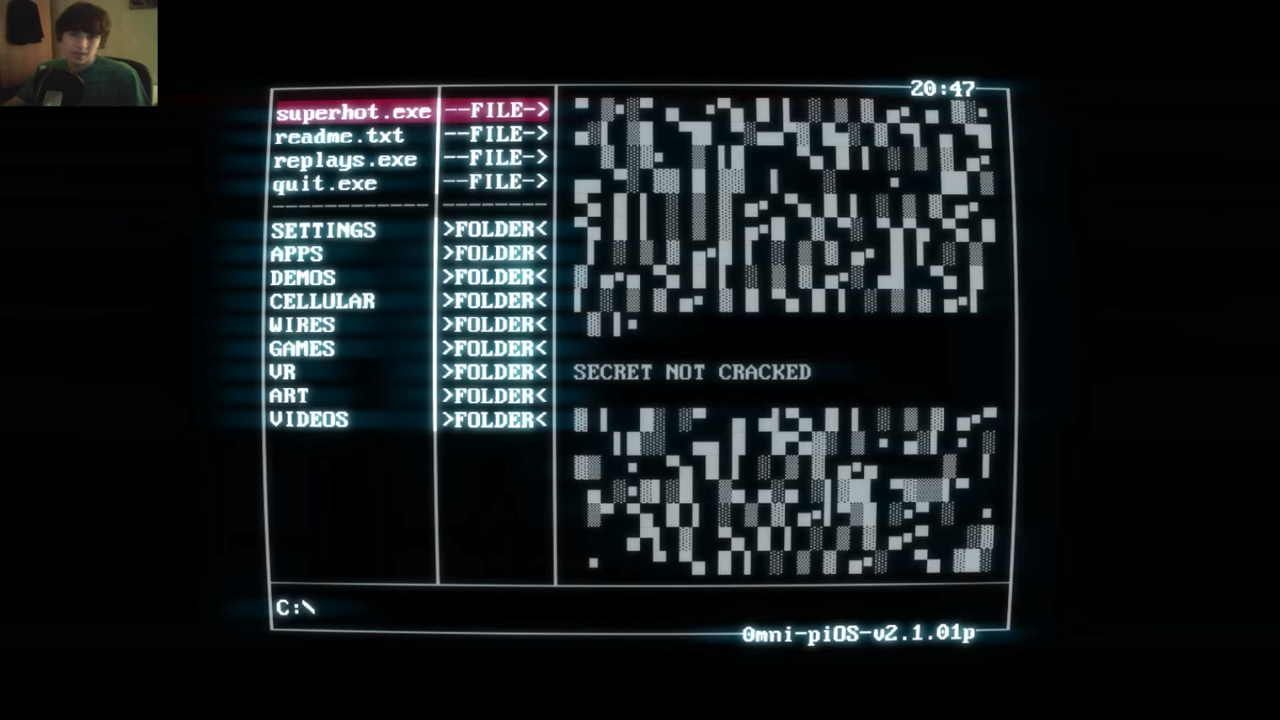 20:47
superhot.exe --FILE->
readme.txt --FILE->
replays.exe --FILE->
quit.exe --FILE->
------------ --------
SETTINGS >FOLDER<
APPS >FOLDER<
DEMOS >FOLDER<
CELLULAR >FOLDER<
WIRES >FOLDER<
GAMES >FOLDER<
VR >FOLDER<
ART >FOLDER<
VIDEOS >FOLDER<
SECRET NOT CRACKED
C:\
0mni-piOS-v2.1.01p